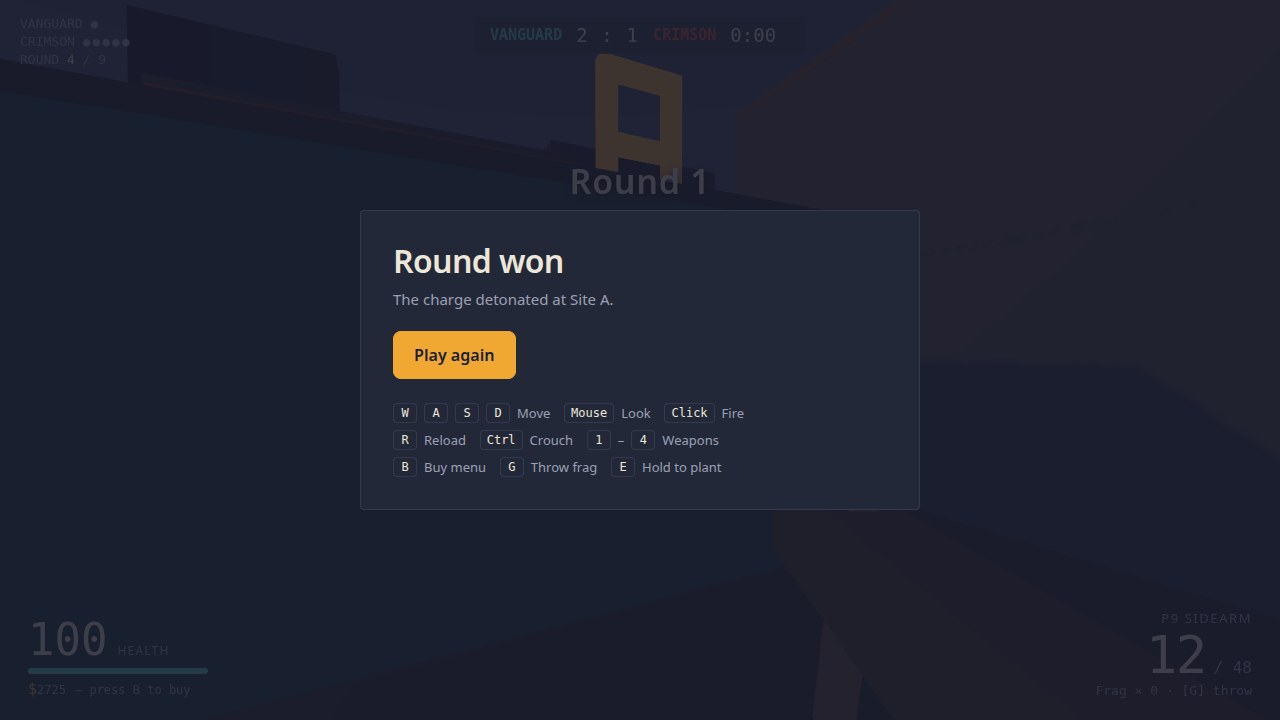 VANGUARD ●
CRIMSON ●●●●●
ROUND 4 / 9
VANGUARD 2 : 1 CRIMSON 0:00
A
Round 1
Round won
The charge detonated at Site A.
Play again
W A S D Move Mouse Look Click Fire
R Reload Ctrl Crouch 1 – 4 Weapons
B Buy menu G Throw frag E Hold to plant
100 HEALTH
$2725 — press B to buy
P9 SIDEARM
12 / 48
Frag × 0 · [G] throw